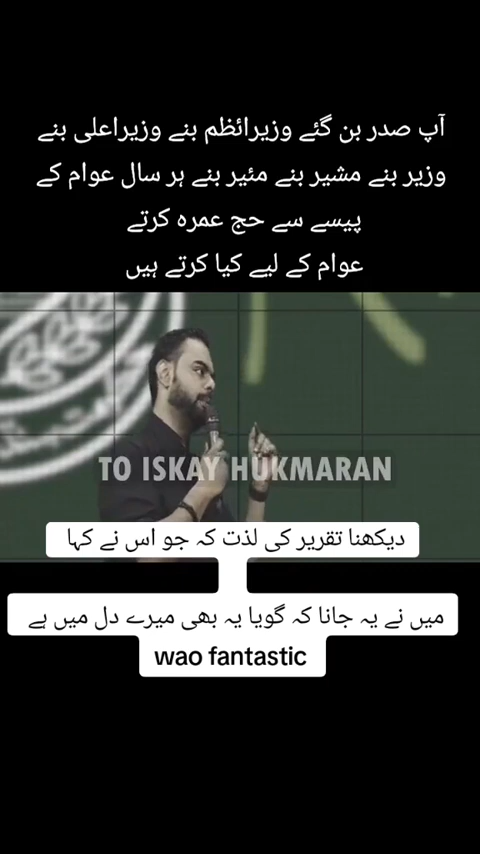 آپ صدر بن گئے وزیرائظم بنے وزیراعلی بنے
وزیر بنے مشیر بنے مئیر بنے ہر سال عوام کے
پیسے سے حج عمرہ کرتے
عوام کے لیے کیا کرتے ہیں
TO ISKAY HUKMARAN
دیکھنا تقریر کی لذت کہ جو اس نے کہا
میں نے یہ جانا کہ گویا یہ بھی میرے دل میں ہے
wao fantastic